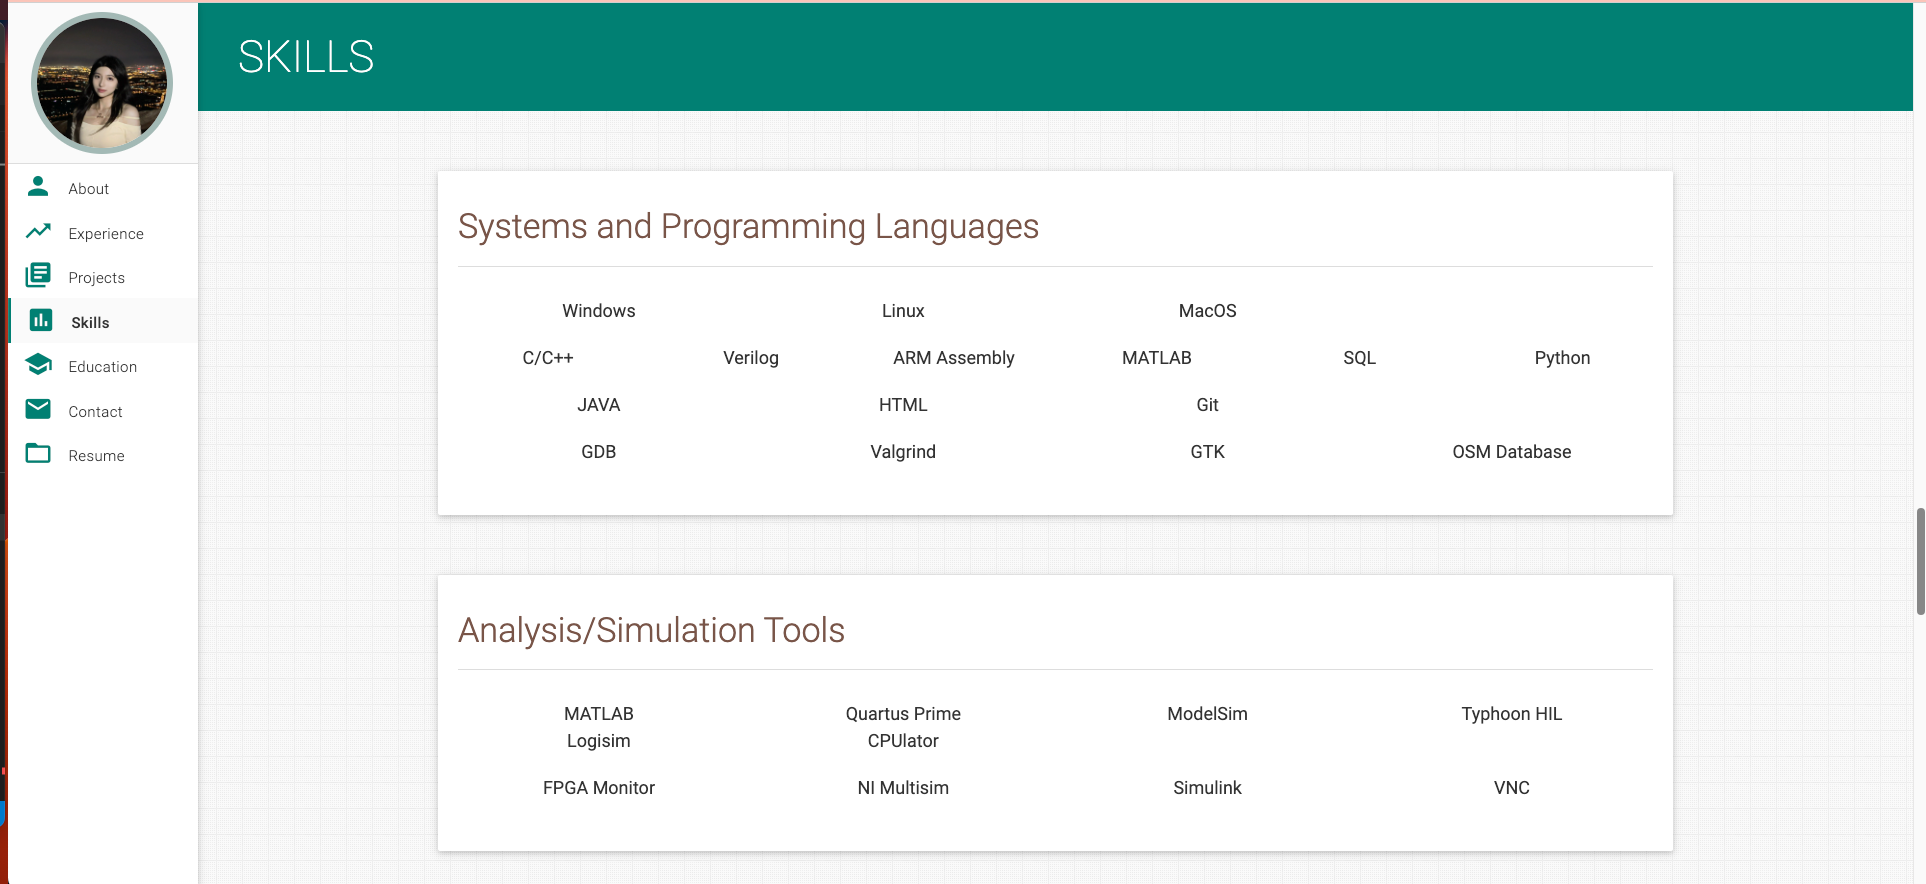 SKILLS
About
Experience
Projects
Skills
Education
Contact
Resume
Systems and Programming Languages
Windows Linux MacOS
C/C++ Verilog ARM Assembly MATLAB SQL Python
JAVA HTML Git
GDB Valgrind GTK OSM Database
Analysis/Simulation Tools
MATLAB Quartus Prime ModelSim Typhoon HIL
Logisim CPUlator
FPGA Monitor NI Multisim Simulink VNC